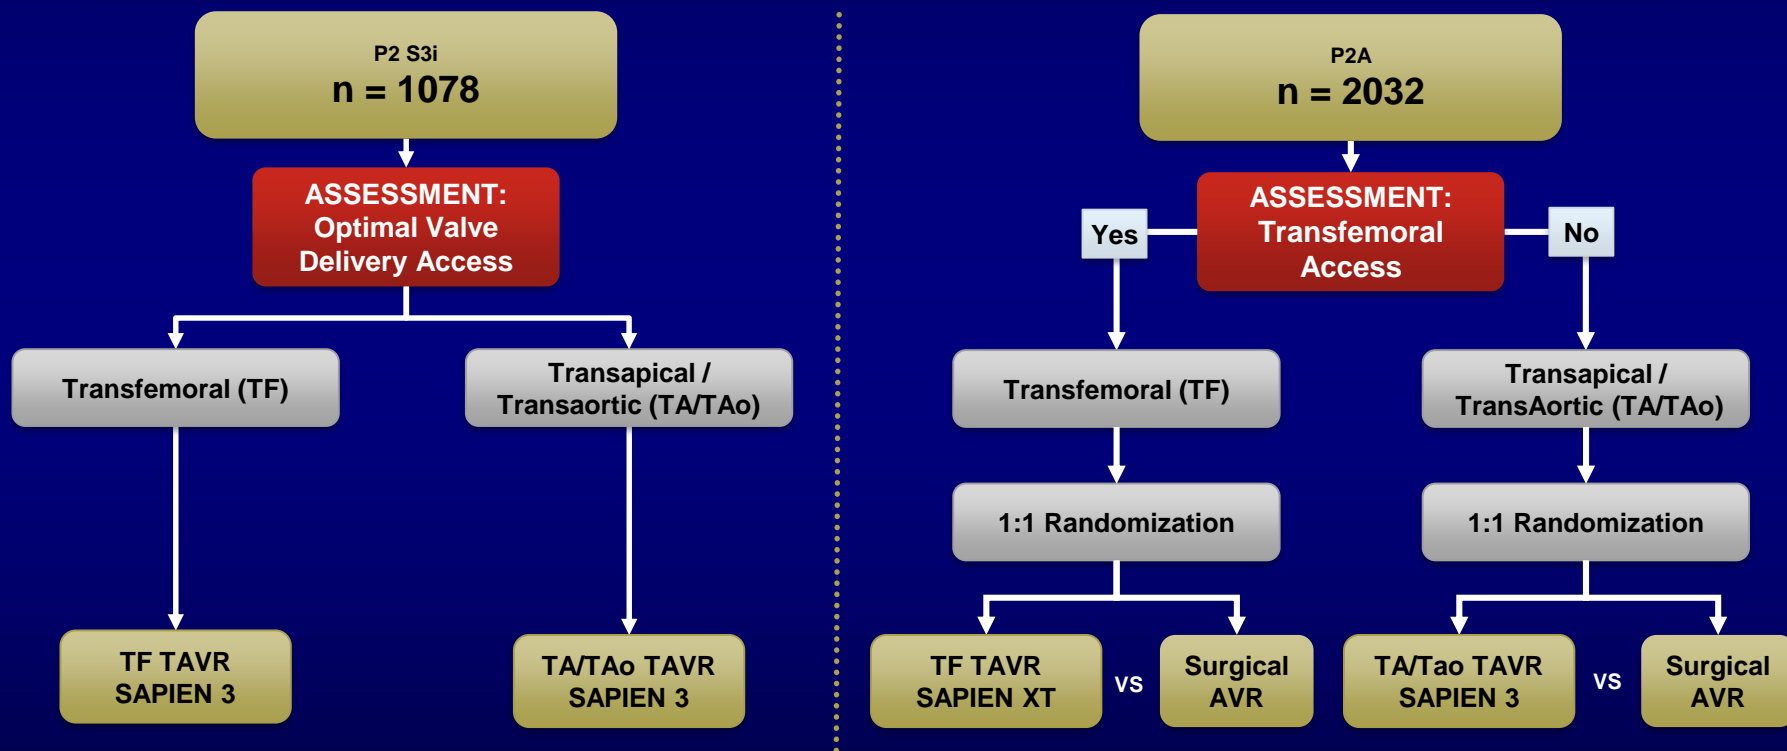 P2 S3i
n = 1078
ASSESSMENT:
Optimal Valve
Delivery Access
Transfemoral (TF)
Transapical /
Transaortic (TA/TAo)
TF TAVR
SAPIEN 3
TA/TAo TAVR
SAPIEN 3
P2A
n = 2032
ASSESSMENT:
Transfemoral
Access
Yes
No
Transfemoral (TF)
Transapical /
TransAortic (TA/TAo)
1:1 Randomization
1:1 Randomization
TF TAVR
SAPIEN XT
VS
Surgical
AVR
TA/Tao TAVR
SAPIEN 3
VS
Surgical
AVR